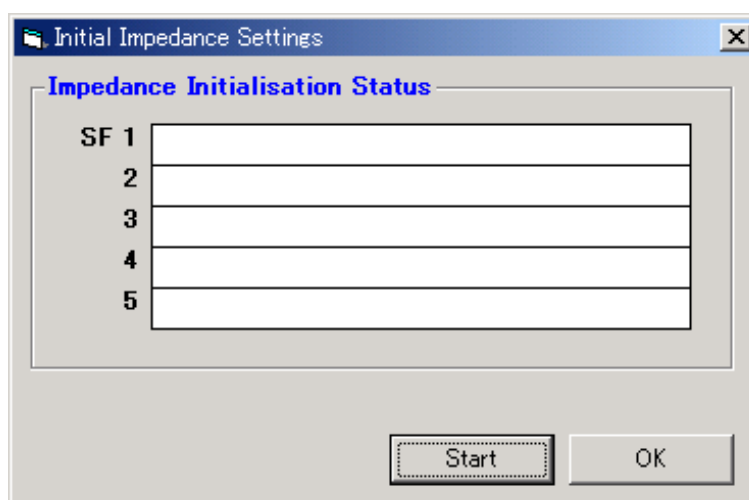 Initial Impedance Settings
Impedance Initialisation Status
SF 1
2
3
4
5
Start OK